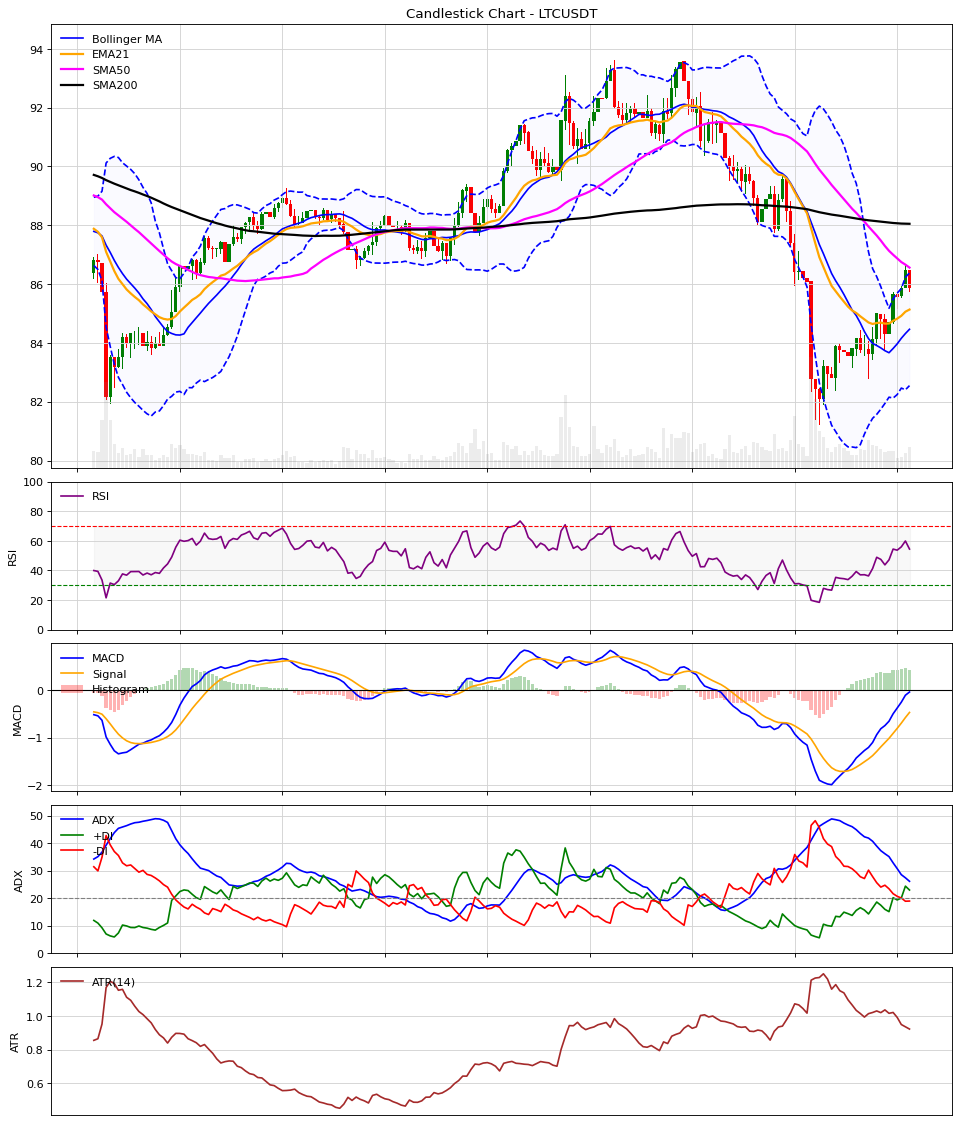 Candlestick Chart - LTCUSDT
Bollinger MA
EMA21
SMA50
SMA200
94
92
90
88
86
84
82
80
RSI
RSI
100
80
60
40
20
0
MACD
Signal
Histogram
MACD
0
−1
−2
ADX
+DI
-DI
ADX
50
40
30
20
10
0
ATR(14)
ATR
1.2
1.0
0.8
0.6